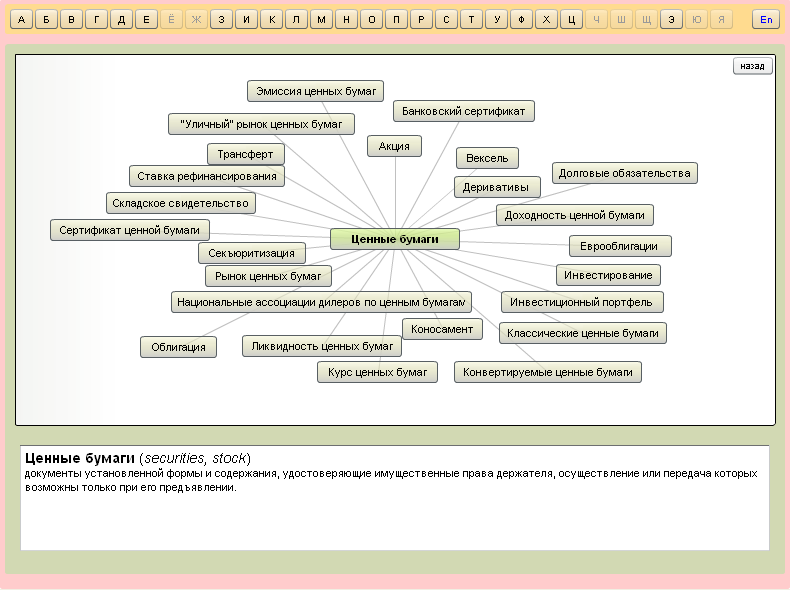 А Б В Г Д Е Ё Ж З И К Л М Н О П Р С Т У Ф Х Ц Ч Ш Щ Э Ю Я En
назад
Эмиссия ценных бумаг
Банковский сертификат
"Уличный" рынок ценных бумаг
Акция
Трансферт
Вексель
Ставка рефинансирования
Долговые обязательства
Деривативы
Складское свидетельство
Доходность ценной бумаги
Сертификат ценной бумаги
Ценные бумаги
Еврооблигации
Секъюритизация
Рынок ценных бумаг
Инвестирование
Национальные ассоциации дилеров по ценным бумагам
Инвестиционный портфель
Коносамент
Классические ценные бумаги
Облигация
Ликвидность ценных бумаг
Курс ценных бумаг
Конвертируемые ценные бумаги
Ценные бумаги (securities, stock)
документы установленной формы и содержания, удостоверяющие имущественные права держателя, осуществление или передача которых
возможны только при его предъявлении.